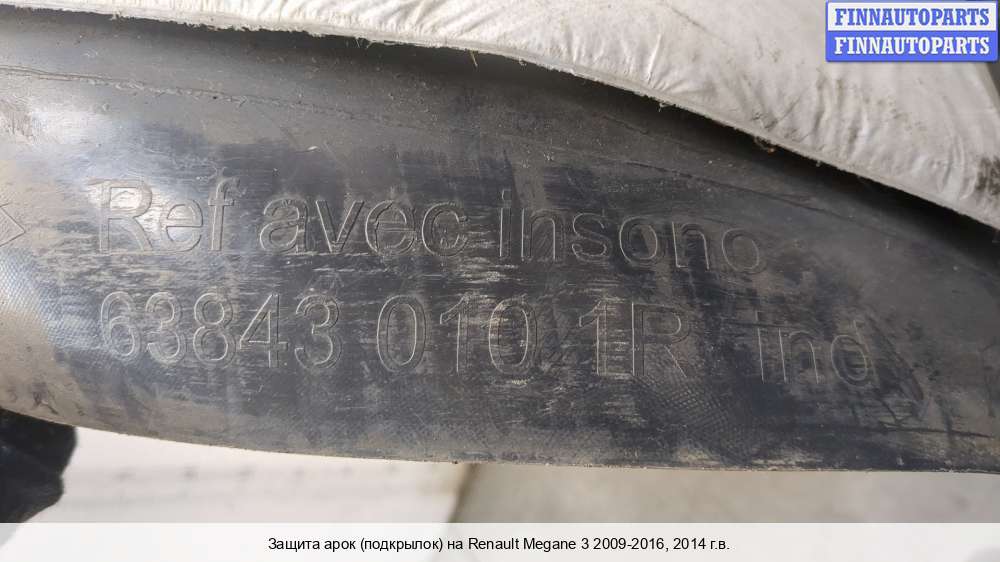 FINNAUTOPARTS
FINNAUTOPARTS
Ref avec insono
63843 010 1R Ind
Защита арок (подкрылок) на Renault Megane 3 2009-2016, 2014 г.в.